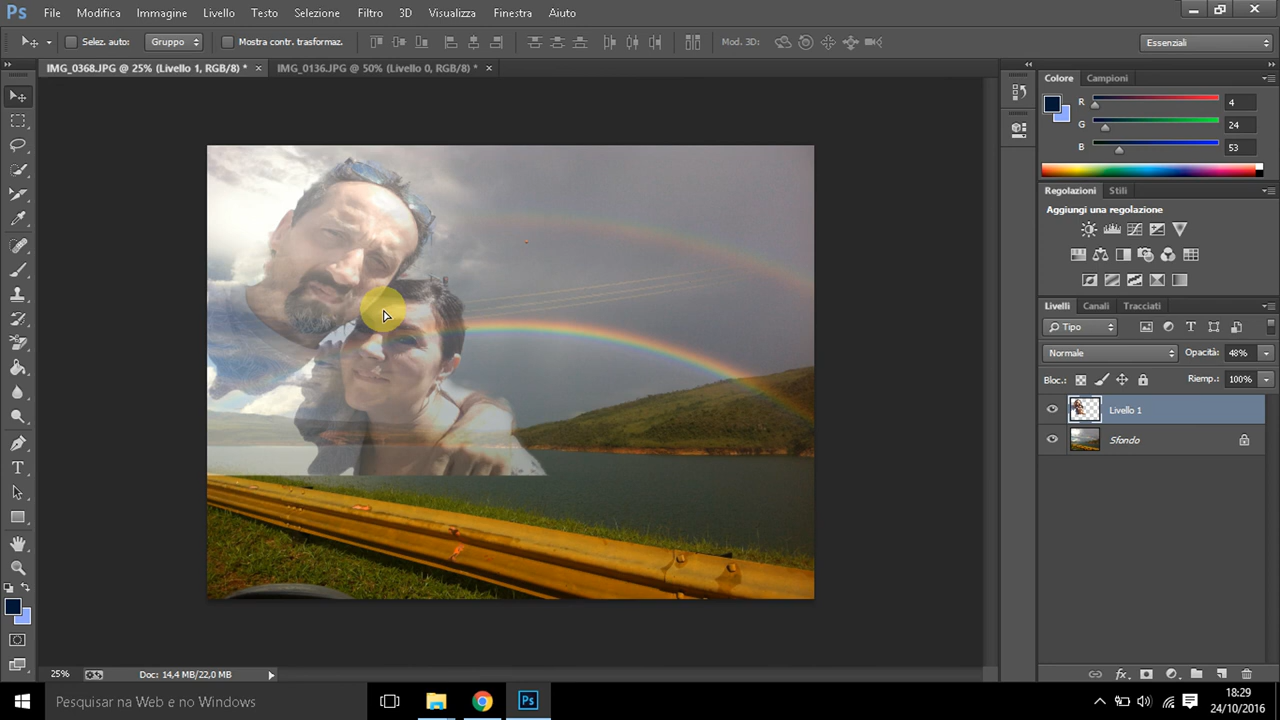 Ps File Modifica Immagine Livello Testo Selezione Filtro 3D Visualizza Finestra Aiuto
Selez. auto: Gruppo Mostra contr. trasformaz. Mod. 3D: Essenziali
IMG_0368.JPG @ 25% (Livello 1, RGB/8) * × IMG_0136.JPG @ 50% (Livello 0, RGB/8) * ×
Colore Campioni
R 4
G 24
B 53
Regolazioni Stili
Aggiungi una regolazione
Livelli Canali Tracciati
Tipo
Normale Opacità: 48%
Bloc.: Riemp.: 100%
Livello 1
Sfondo
25% Doc: 14,4 MB/22,0 MB
Pesquisar na Web e no Windows
Ps
18:29
24/10/2016